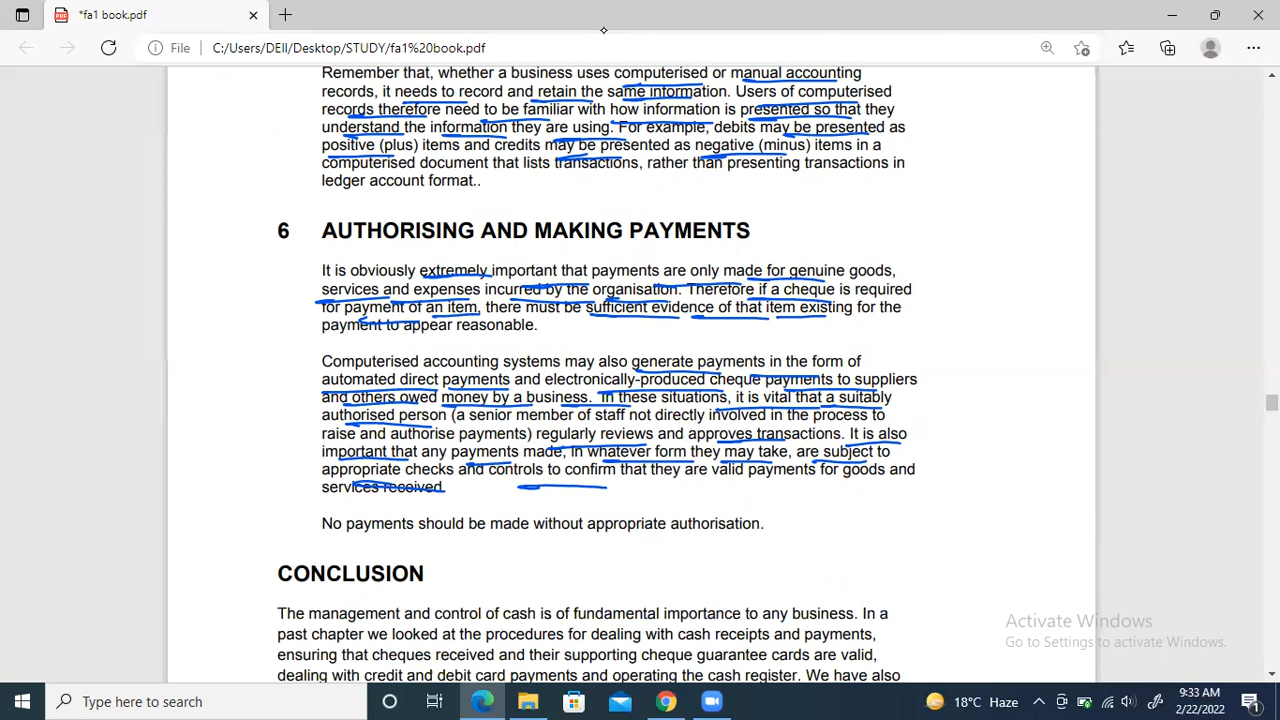 *fa1 book.pdf
File C:/Users/DEll/Desktop/STUDY/fa1%20book.pdf
Remember that, whether a business uses computerised or manual accounting
records, it needs to record and retain the same information. Users of computerised
records therefore need to be familiar with how information is presented so that they
understand the information they are using. For example, debits may be presented as
positive (plus) items and credits may be presented as negative (minus) items in a
computerised document that lists transactions, rather than presenting transactions in
ledger account format..
6 AUTHORISING AND MAKING PAYMENTS
It is obviously extremely important that payments are only made for genuine goods,
services and expenses incurred by the organisation. Therefore if a cheque is required
for payment of an item, there must be sufficient evidence of that item existing for the
payment to appear reasonable.
Computerised accounting systems may also generate payments in the form of
automated direct payments and electronically-produced cheque payments to suppliers
and others owed money by a business. In these situations, it is vital that a suitably
authorised person (a senior member of staff not directly involved in the process to
raise and authorise payments) regularly reviews and approves transactions. It is also
important that any payments made, in whatever form they may take, are subject to
appropriate checks and controls to confirm that they are valid payments for goods and
services received.
No payments should be made without appropriate authorisation.
CONCLUSION
The management and control of cash is of fundamental importance to any business. In a
past chapter we looked at the procedures for dealing with cash receipts and payments,
ensuring that cheques received and their supporting cheque guarantee cards are valid,
dealing with credit and debit card payments and operating the cash register. We have also
Activate Windows
Go to Settings to activate Windows.
Type here to search
18°C Haze
9:33 AM
2/22/2022
1